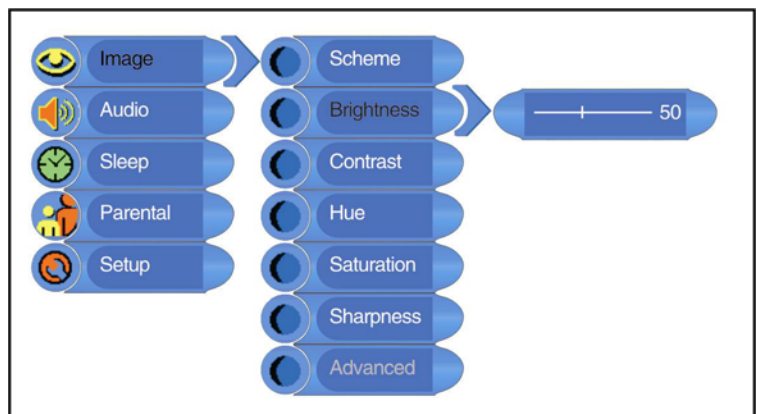 Image
Audio
Sleep
Parental
Setup
Scheme
Brightness
Contrast
Hue
Saturation
Sharpness
Advanced
50